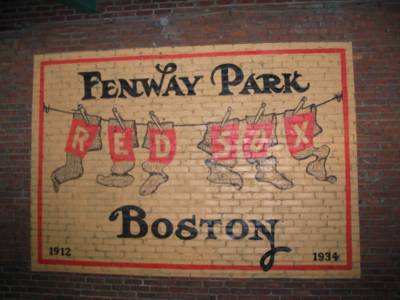 Fenway Park
RED SOX
Boston
1912 1934